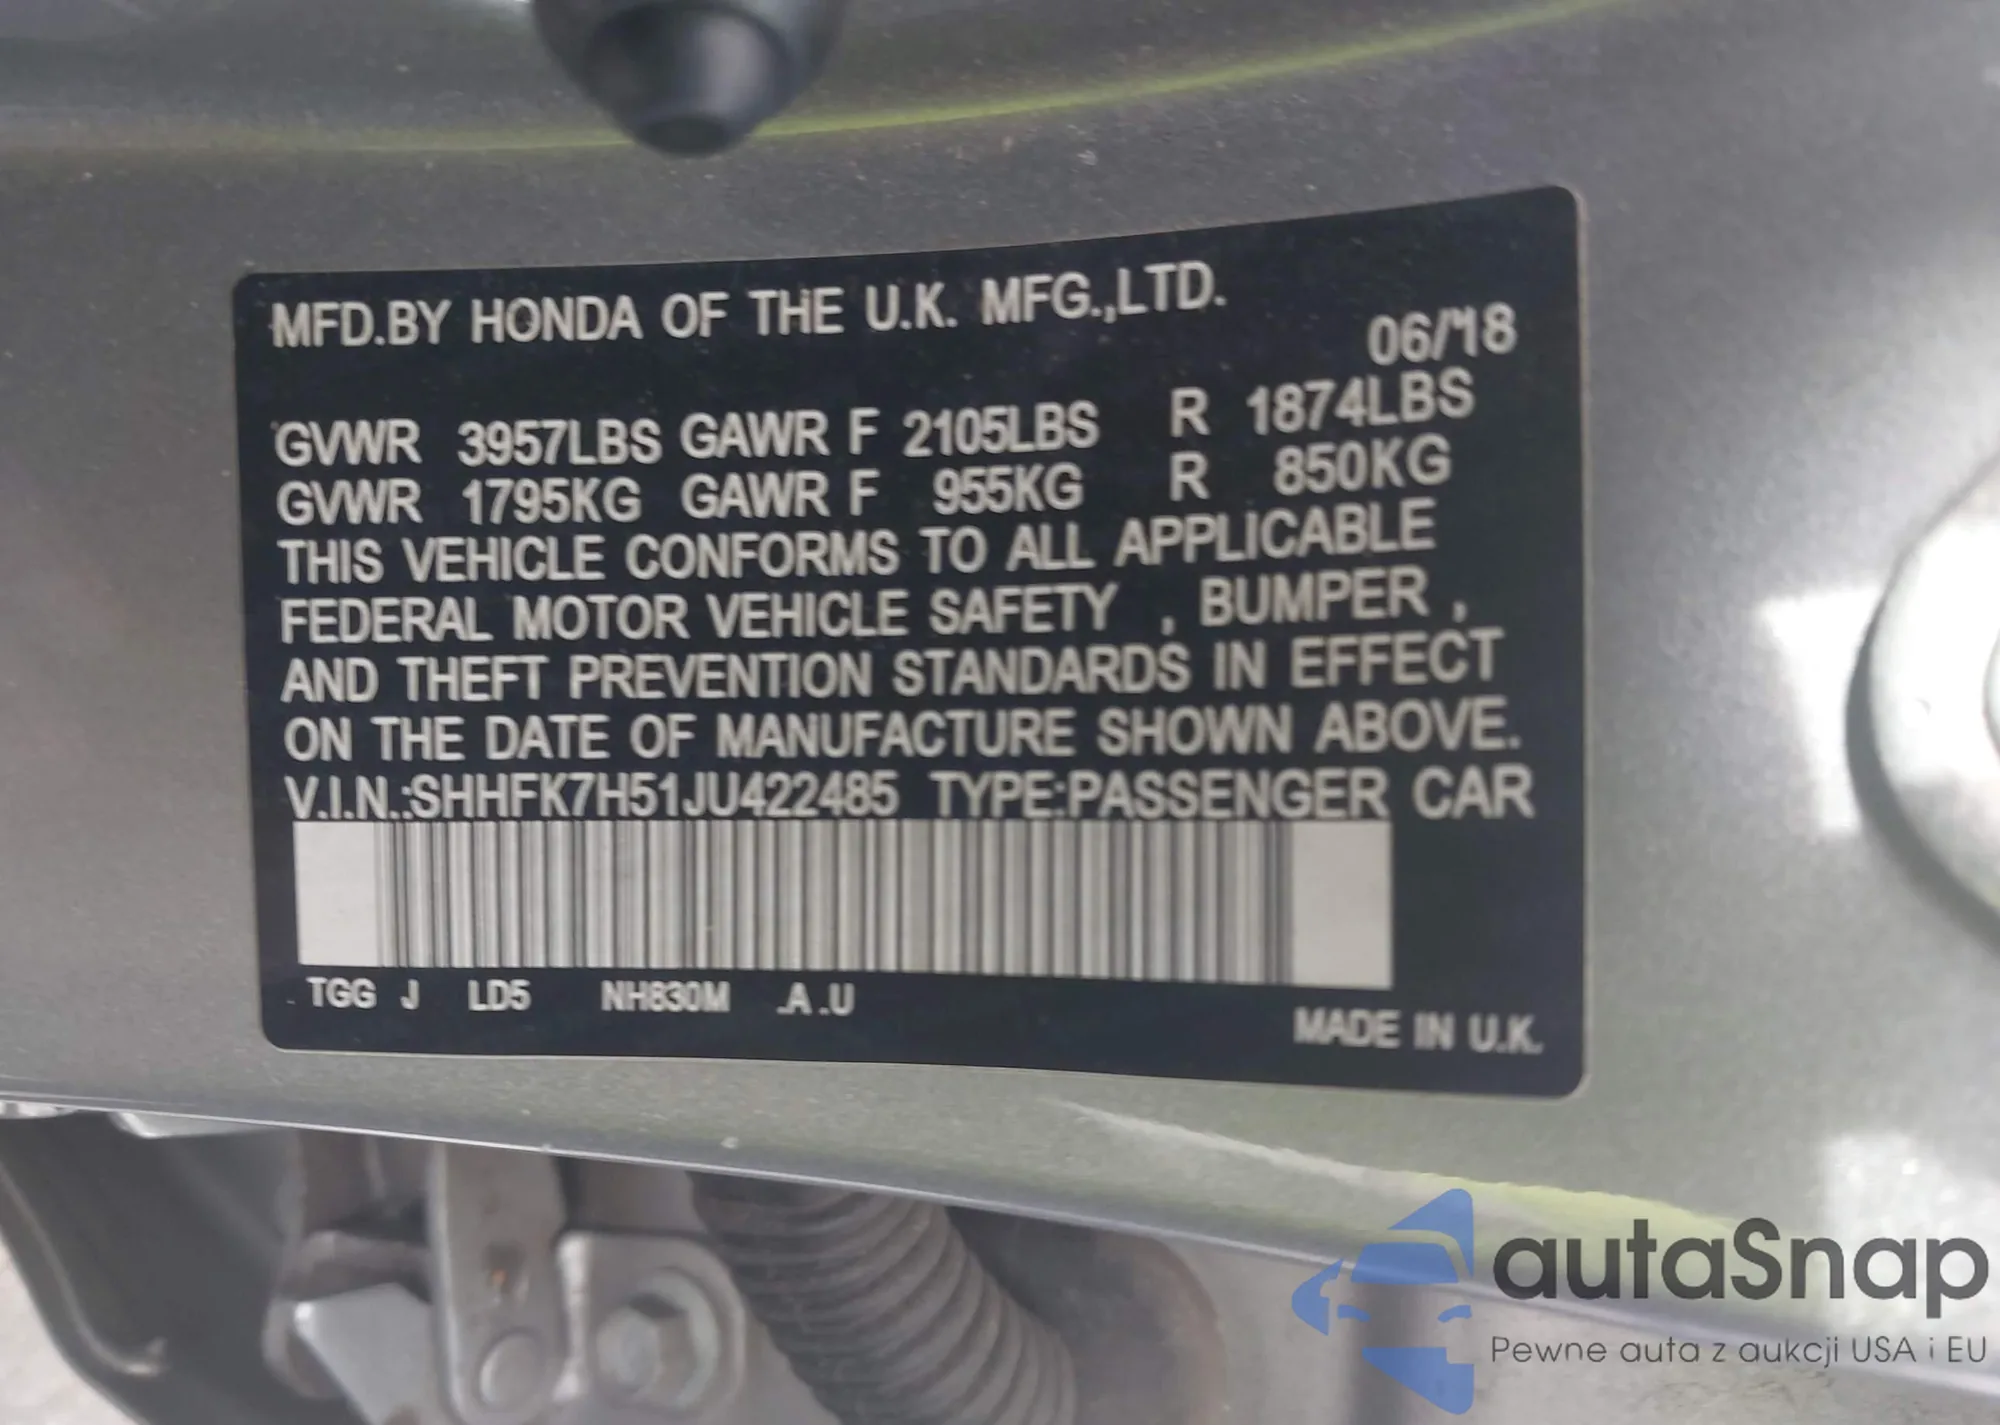 MFD.BY HONDA OF THE U.K. MFG.,LTD.
06/'18
GVWR 3957LBS GAWR F 2105LBS R 1874LBS
GVWR 1795KG GAWR F 955KG R 850KG
THIS VEHICLE CONFORMS TO ALL APPLICABLE
FEDERAL MOTOR VEHICLE SAFETY , BUMPER ,
AND THEFT PREVENTION STANDARDS IN EFFECT
ON THE DATE OF MANUFACTURE SHOWN ABOVE.
V.I.N.:SHHFK7H51JU422485 TYPE:PASSENGER CAR
TGG J LD5 NH830M .A .U
MADE IN U.K.
autaSnap
Pewne auta z aukcji USA i EU